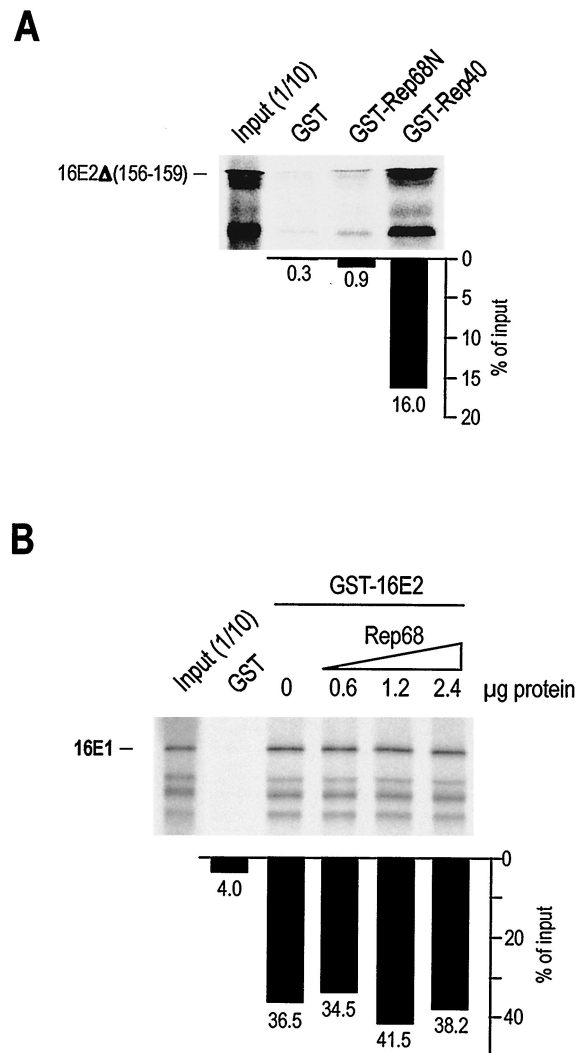 A
Input (1/10)
GST
GST-Rep68N
GST-Rep40
16E2Δ(156-159) –
0.3
0.9
16.0
0
5
10
15
20
% of input
B
GST-16E2
Rep68
Input (1/10)
GST
0 0.6 1.2 2.4 µg protein
16E1 –
4.0
36.5
34.5
41.5
38.2
0
20
40
% of input